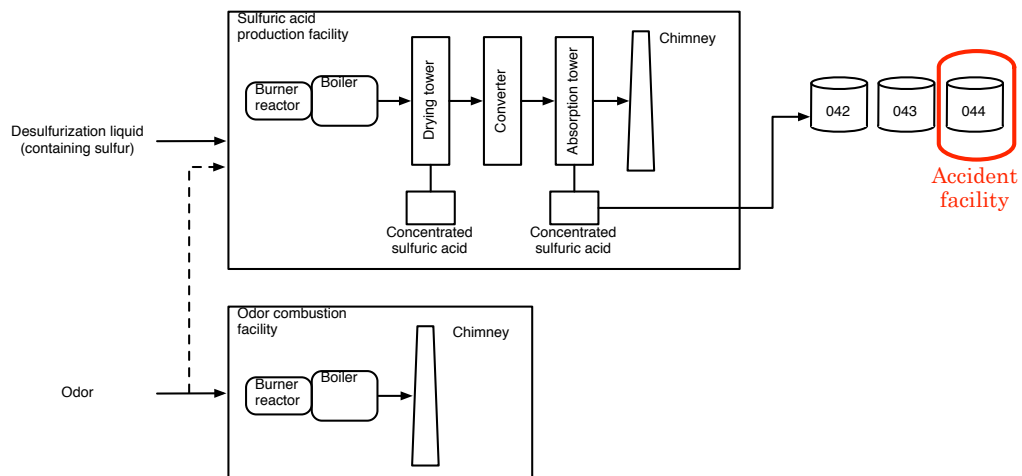 Sulfuric acid
production facility
Chimney
Burner
reactor
Boiler
Drying tower
Converter
Absorption tower
042
043
044
Desulfurization liquid
(containing sulfur)
Accident
facility
Concentrated
sulfuric acid
Concentrated
sulfuric acid
Odor combustion
facility
Chimney
Burner
reactor
Boiler
Odor